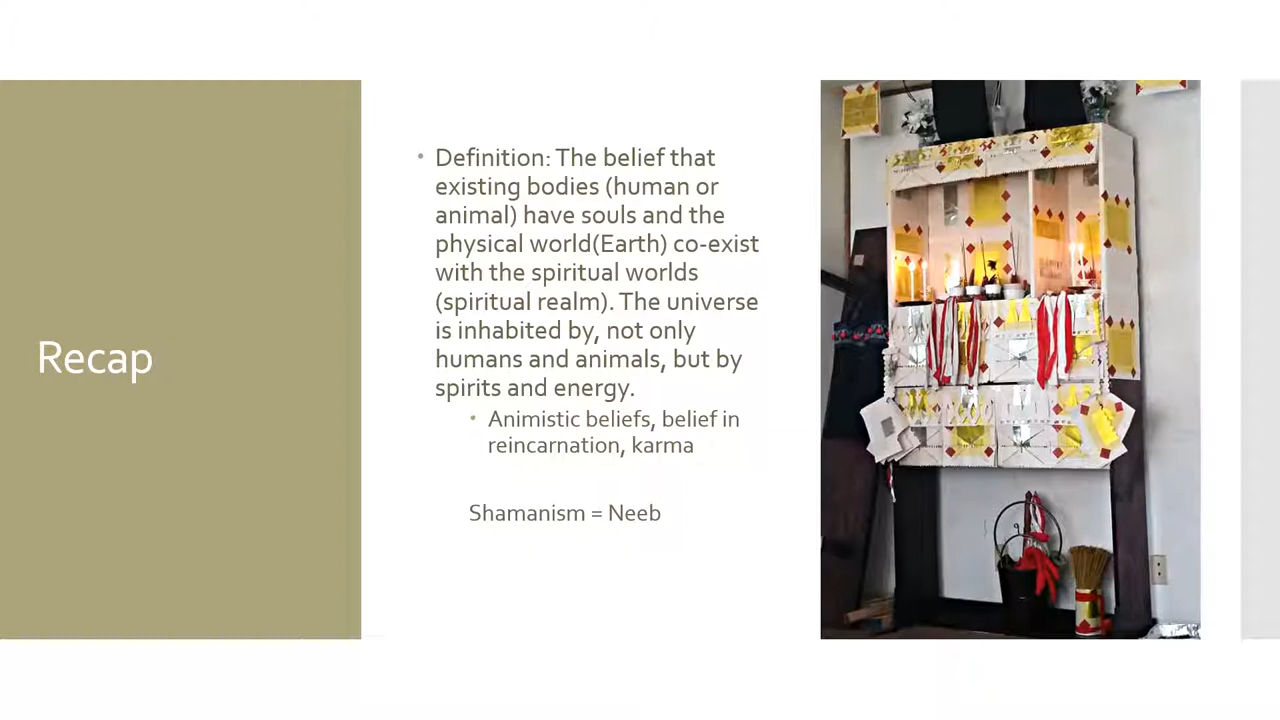 Recap
Definition: The belief that
existing bodies (human or
animal) have souls and the
physical world(Earth) co-exist
with the spiritual worlds
(spiritual realm). The universe
is inhabited by, not only
humans and animals, but by
spirits and energy.
Animistic beliefs, belief in
reincarnation, karma
Shamanism = Neeb